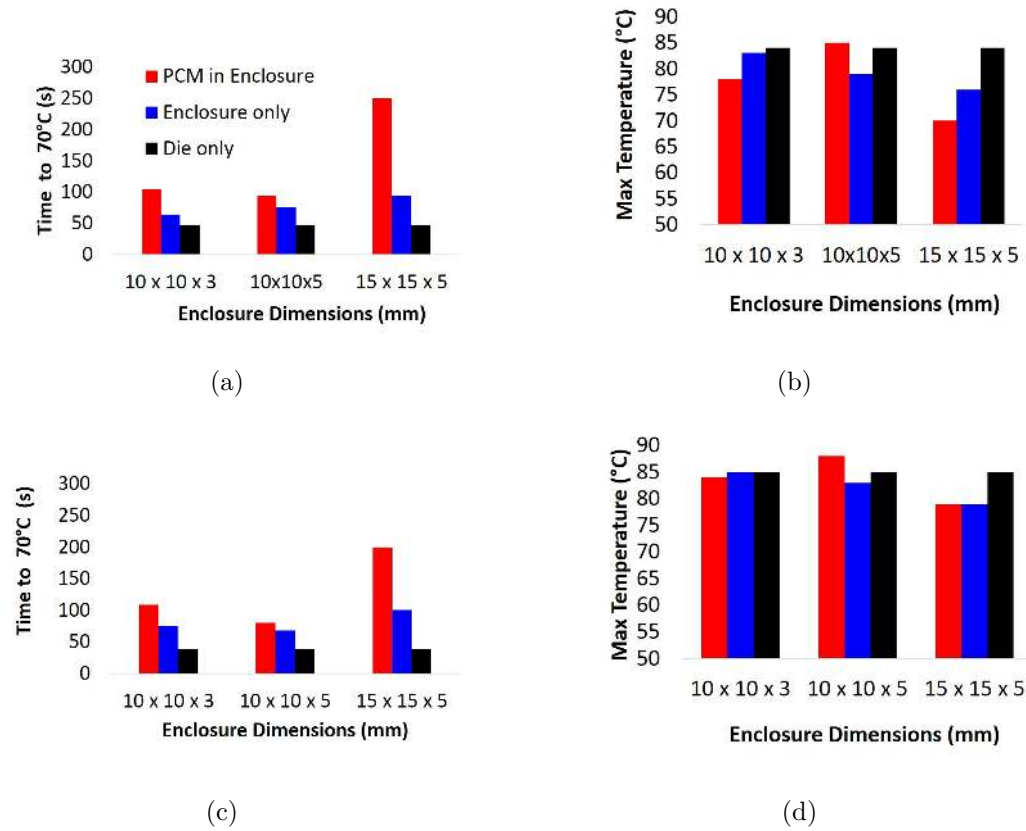 300
250
200
150
100
50
0
Time to 70°C (s)
PCM in Enclosure
Enclosure only
Die only
10 x 10 x 3 10x10x5 15 x 15 x 5
Enclosure Dimensions (mm)
(a)
90
85
80
75
70
65
60
55
50
Max Temperature (°C)
10 x 10 x 3 10x10x5 15 x 15 x 5
Enclosure Dimensions (mm)
(b)
300
250
200
150
100
50
0
Time to 70°C (s)
10 x 10 x 3 10 x 10 x 5 15 x 15 x 5
Enclosure Dimensions (mm)
(c)
90
85
80
75
70
65
60
55
50
Max Temperature (°C)
10 x 10 x 3 10 x 10 x 5 15 x 15 x 5
Enclosure Dimensions (mm)
(d)